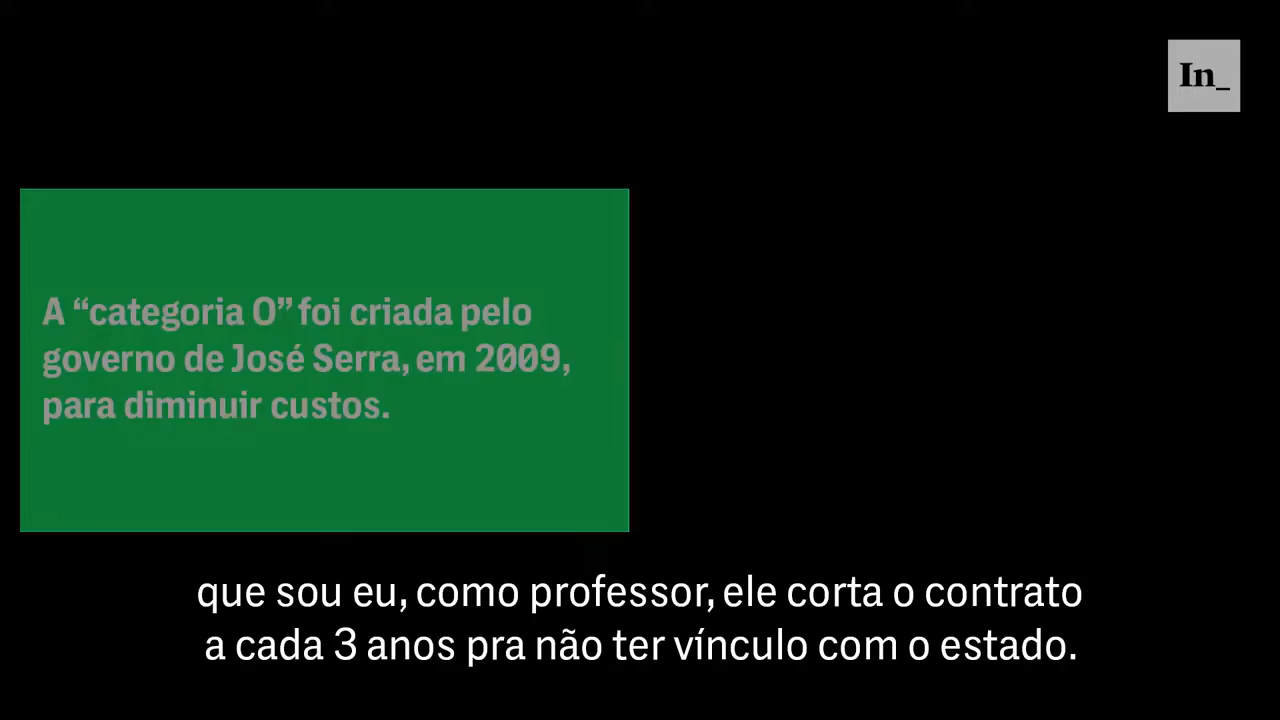 In_
A “categoria O” foi criada pelo
governo de José Serra, em 2009,
para diminuir custos.
que sou eu, como professor, ele corta o contrato
a cada 3 anos pra não ter vínculo com o estado.